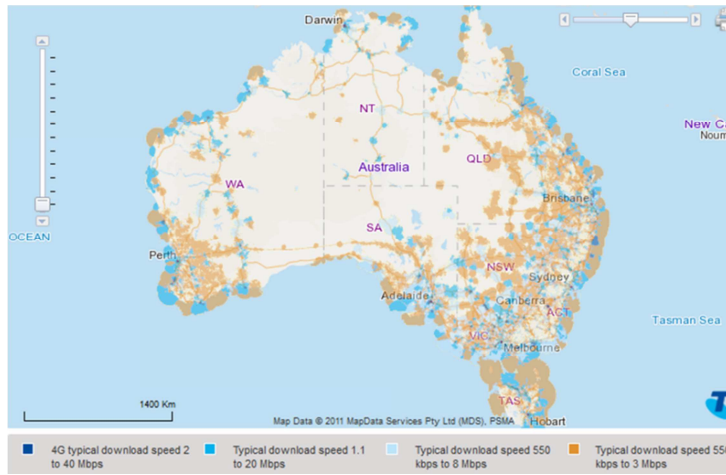 Darwin
Coral Sea
NT
New
Australia
QLD
WA
Brisbane
SA
OCEAN
Perth
NSW
Sydney
Adelaide
Canberra
ACT
Tasman Sea
VIC
Melbourne
TAS
1400 Km
Map Data © 2011 MapData Services Pty Ltd (MDS), PSMA
Hobart
4G typical download speed 2
to 40 Mbps
Typical download speed 1.1
to 20 Mbps
Typical download speed 550
kbps to 8 Mbps
Typical download speed
kbps to 3 Mbps